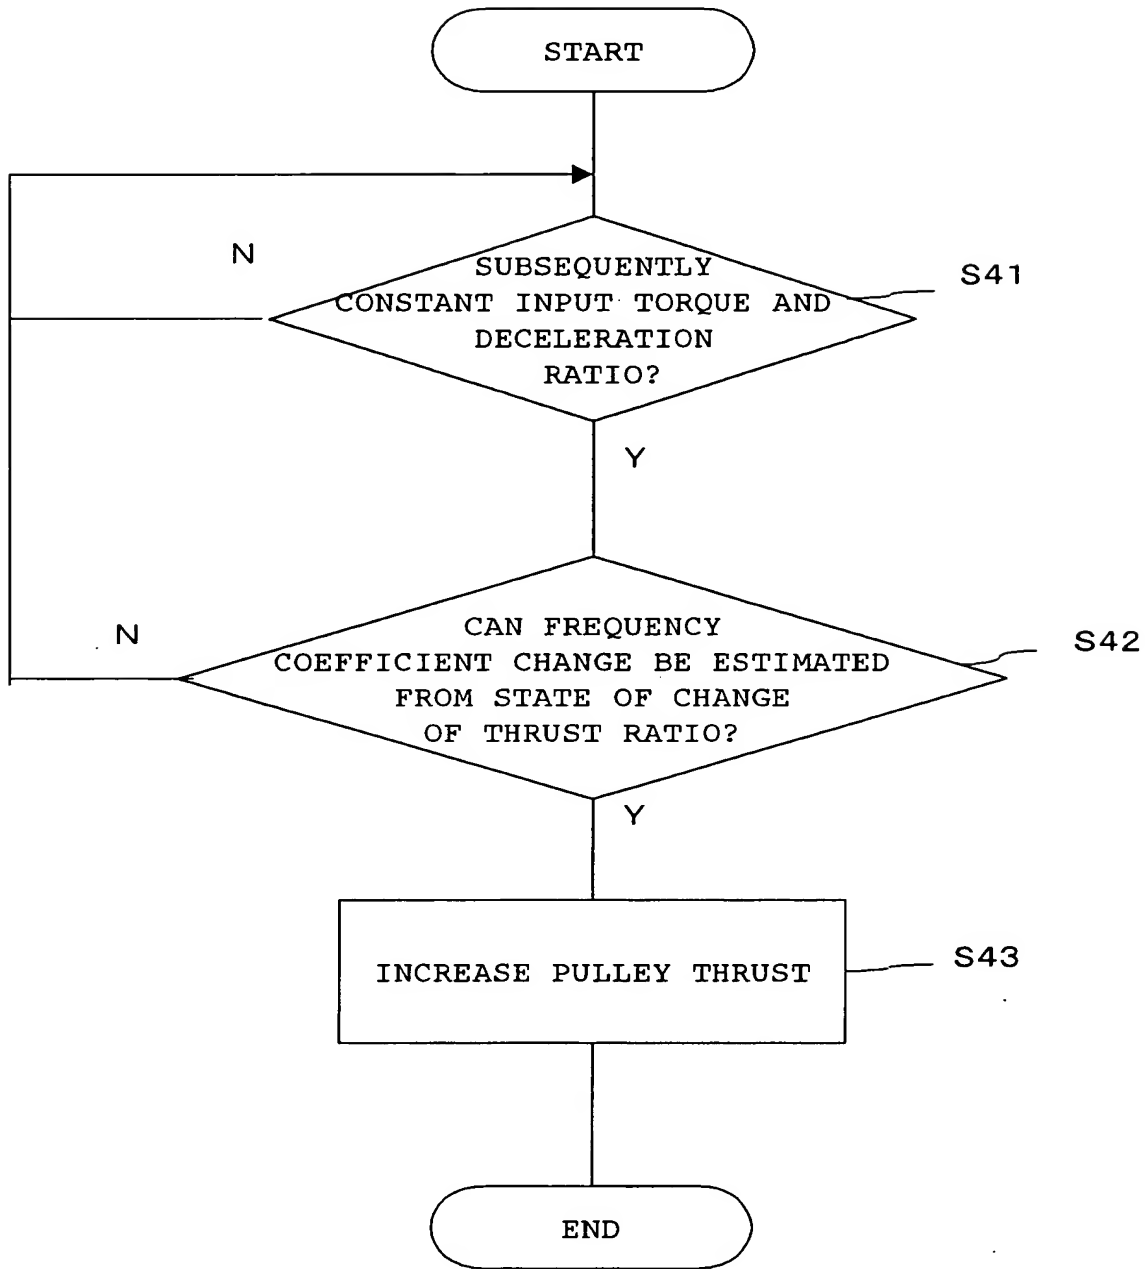 START
N
SUBSEQUENTLY
CONSTANT INPUT TORQUE AND
DECELERATION
RATIO?
S41
Y
N
CAN FREQUENCY
COEFFICIENT CHANGE BE ESTIMATED
FROM STATE OF CHANGE
OF THRUST RATIO?
S42
Y
INCREASE PULLEY THRUST
S43
END